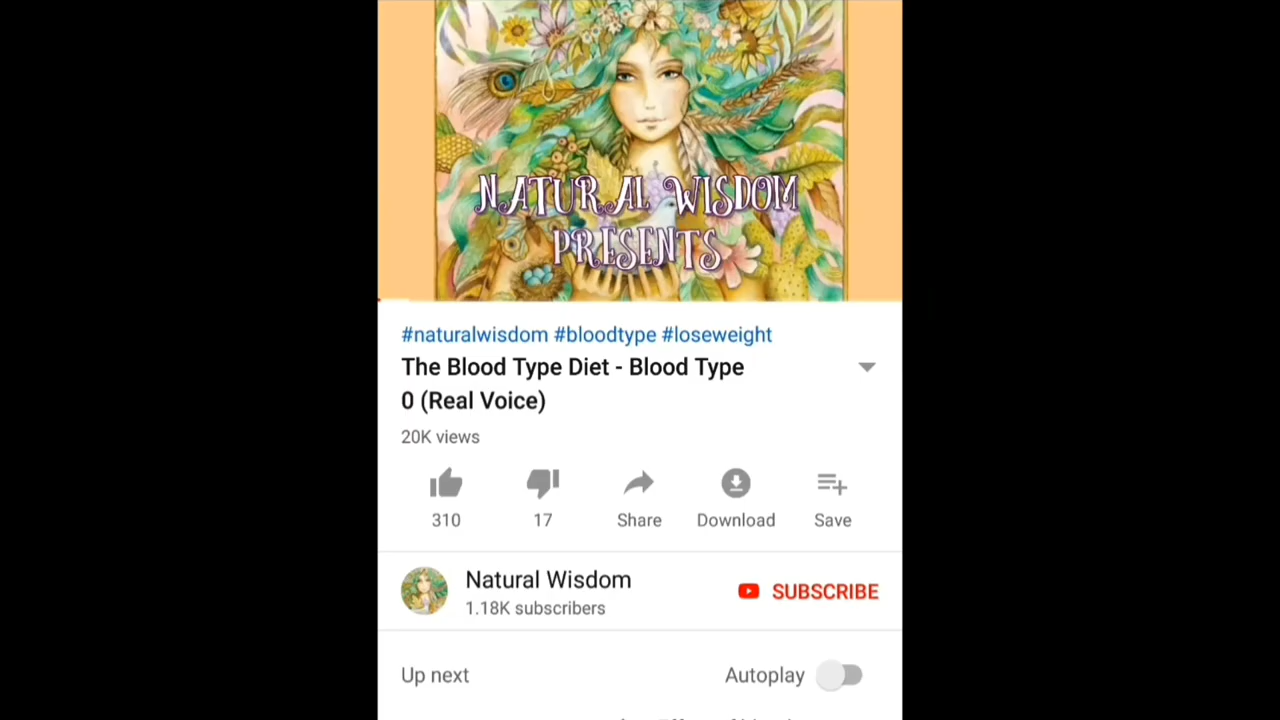 NATURAL WISDOM
PRESENTS
#naturalwisdom #bloodtype #loseweight
The Blood Type Diet - Blood Type
0 (Real Voice)
20K views
310
17
Share
Download
Save
Natural Wisdom
1.18K subscribers
SUBSCRIBE
Up next
Autoplay